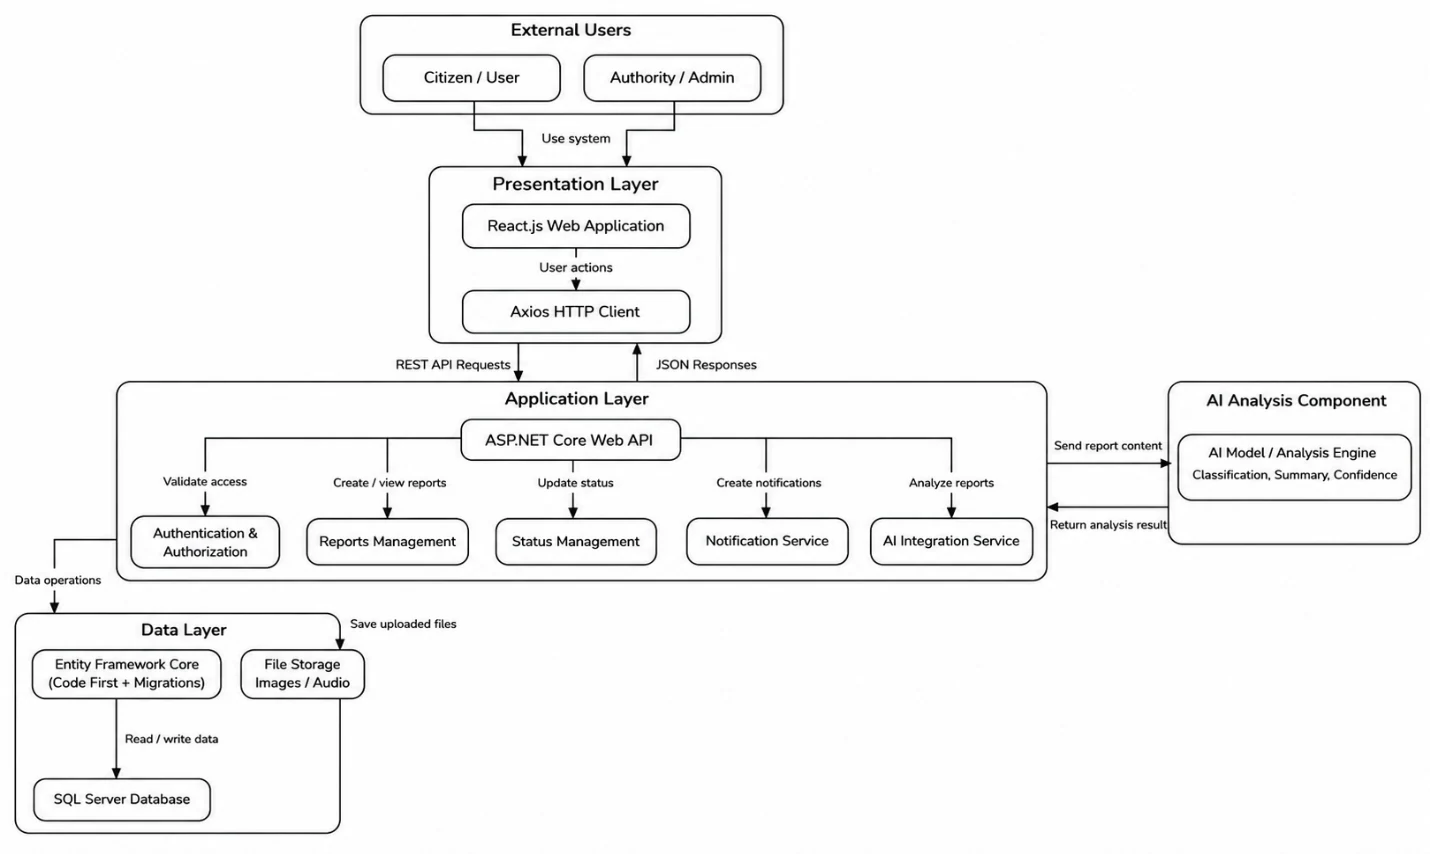 External Users
Citizen / User
Authority / Admin
Use system
Presentation Layer
React.js Web Application
User actions
Axios HTTP Client
REST API Requests
JSON Responses
Application Layer
ASP.NET Core Web API
Validate access
Create / view reports
Update status
Create notifications
Analyze reports
Authentication &
Authorization
Reports Management
Status Management
Notification Service
AI Integration Service
Send report content
Return analysis result
AI Analysis Component
AI Model / Analysis Engine
Classification, Summary, Confidence
Data operations
Data Layer
Save uploaded files
Entity Framework Core
(Code First + Migrations)
File Storage
Images / Audio
Read / write data
SQL Server Database